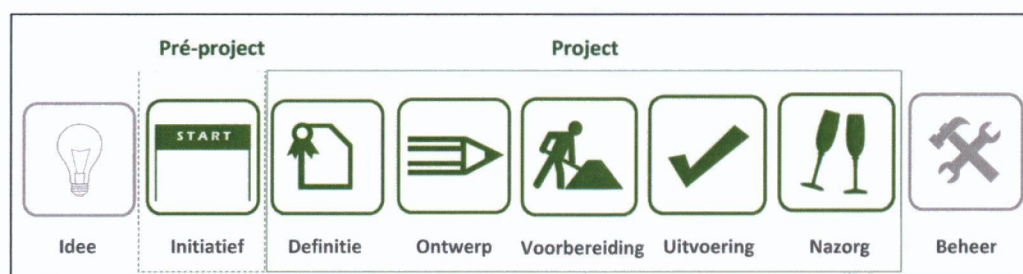 Pré-project Project
START
Idee Initiatief Definitie Ontwerp Voorbereiding Uitvoering Nazorg Beheer